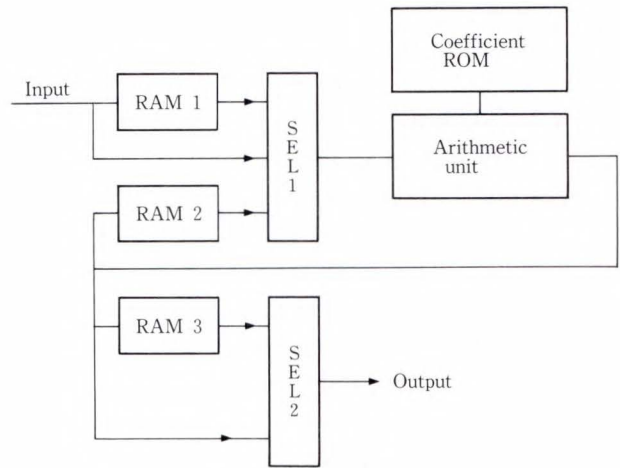 Coefficient
ROM
Input
RAM 1
S
E
L
1
Arithmetic
unit
RAM 2
RAM 3
S
E
L
2
Output